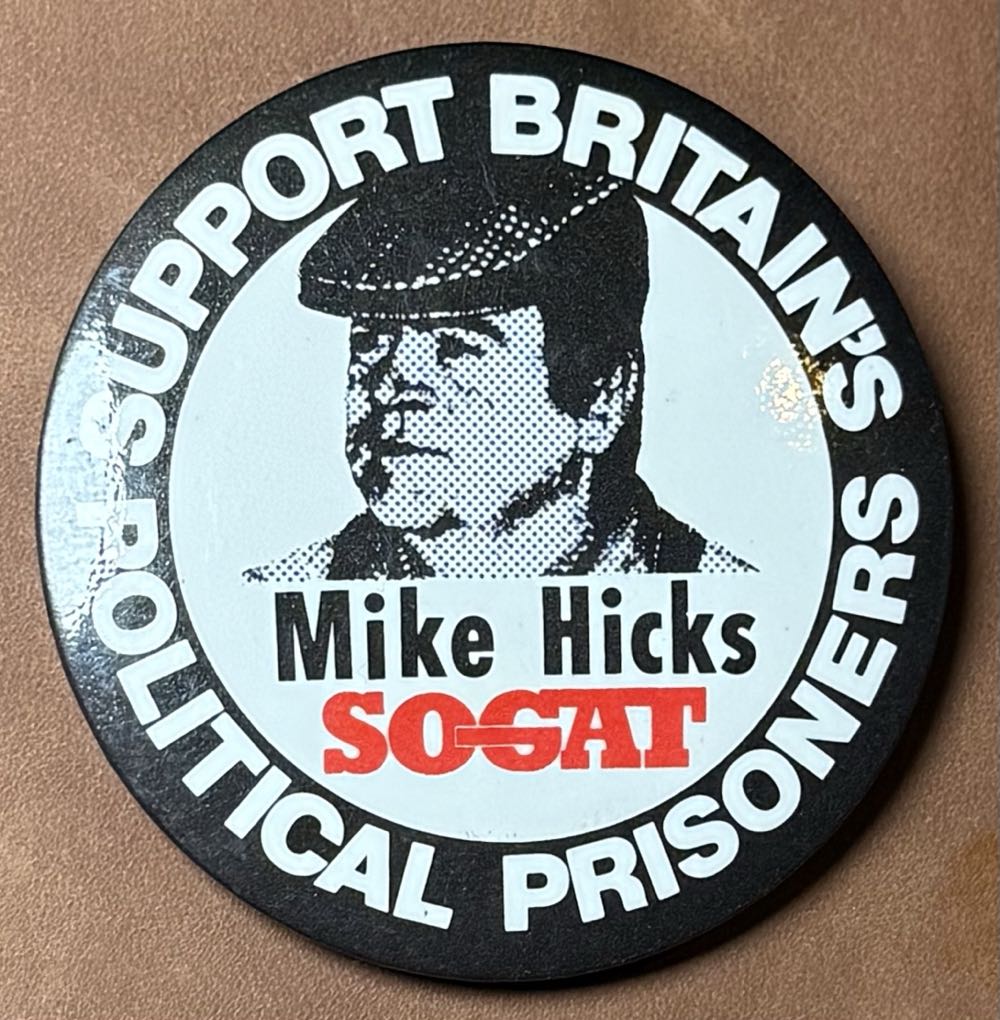 SUPPORT BRITAIN'S
POLITICAL PRISONERS
Mike Hicks
SOGAT